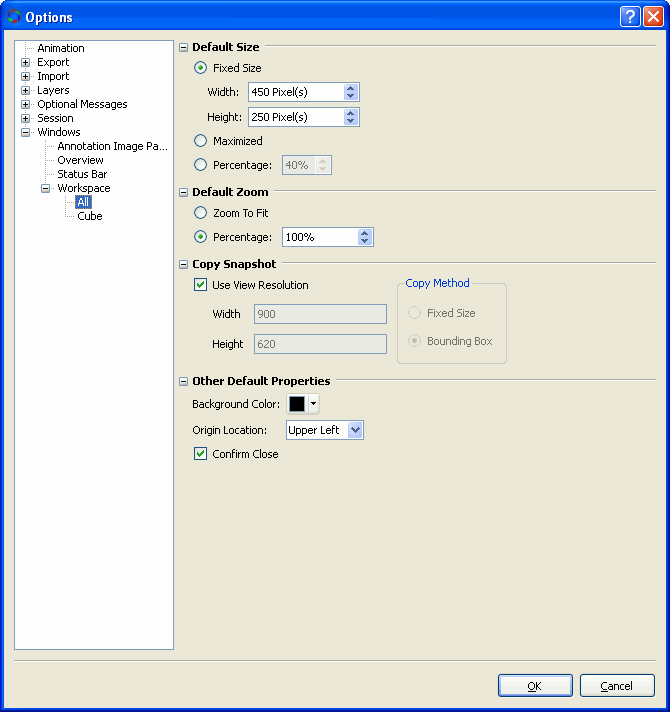 Options
Animation
Export
Import
Layers
Optional Messages
Session
Windows
Annotation Image Pa...
Overview
Status Bar
Workspace
All
Cube
Default Size
Fixed Size
Width: 450 Pixel(s)
Height: 250 Pixel(s)
Maximized
Percentage: 40%
Default Zoom
Zoom To Fit
Percentage: 100%
Copy Snapshot
Use View Resolution
Width 900
Height 620
Copy Method
Fixed Size
Bounding Box
Other Default Properties
Background Color:
Origin Location: Upper Left
Confirm Close
OK Cancel